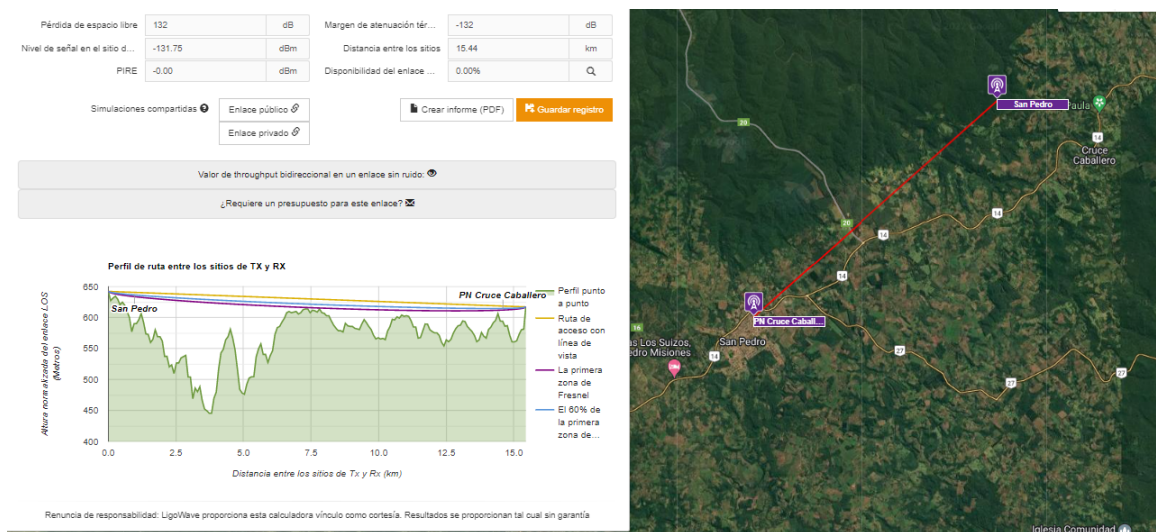 Pérdida de espacio libre 132 dB Margen de atenuación tér... -132 dB
Nivel de señal en el sitio d... -131.75 dBm Distancia entre los sitios 15.44 km
PIRE -0.00 dBm Disponibilidad del enlace ... 0.00%
Simulaciones compartidas Enlace público Crear informe (PDF) Guardar registro
Enlace privado
Valor de throughput bidireccional en un enlace sin ruido:
¿Requiere un presupuesto para este enlace?
Perfil de ruta entre los sitios de TX y RX
Altura normalizada del enlace LOS
(Metros)
650
600
550
500
450
400
San Pedro
PN Cruce Caballero
0.0 2.5 5.0 7.5 10.0 12.5 15.0
Distancia entre los sitios de Tx y Rx (km)
Perfil punto
a punto
Ruta de
acceso con
línea de
vista
La primera
zona de
Fresnel
El 60% de
la primera
zona de...
Renuncia de responsabilidad: LigoWave proporciona esta calculadora vínculo como cortesía. Resultados se proporcionan tal cual sin garantía
San Pedro
Paula
20
14
Cruce
Caballero
14
20
14
14
PN Cruce Caball...
San Pedro
16
as Los Suizos,
edro Misiones
14
27
27
27
Iglesia Comunidad